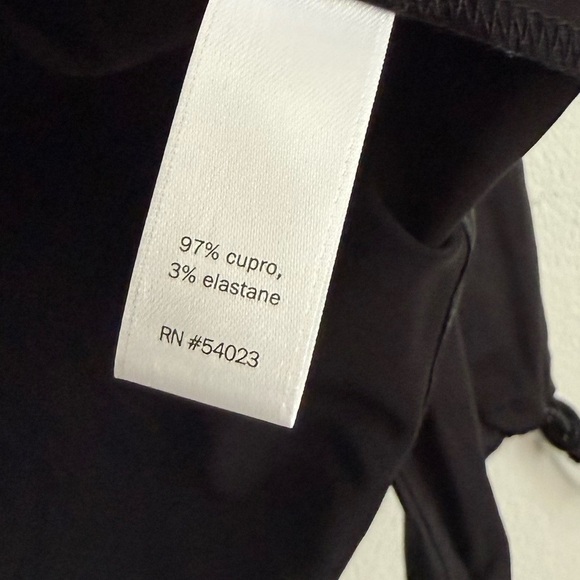 97% cupro,
3% elastane
RN #54023